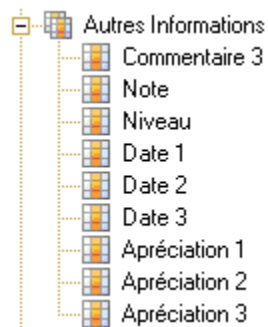 Autres Informations
Commentaire 3
Note
Niveau
Date 1
Date 2
Date 3
Apréciation 1
Apréciation 2
Apréciation 3